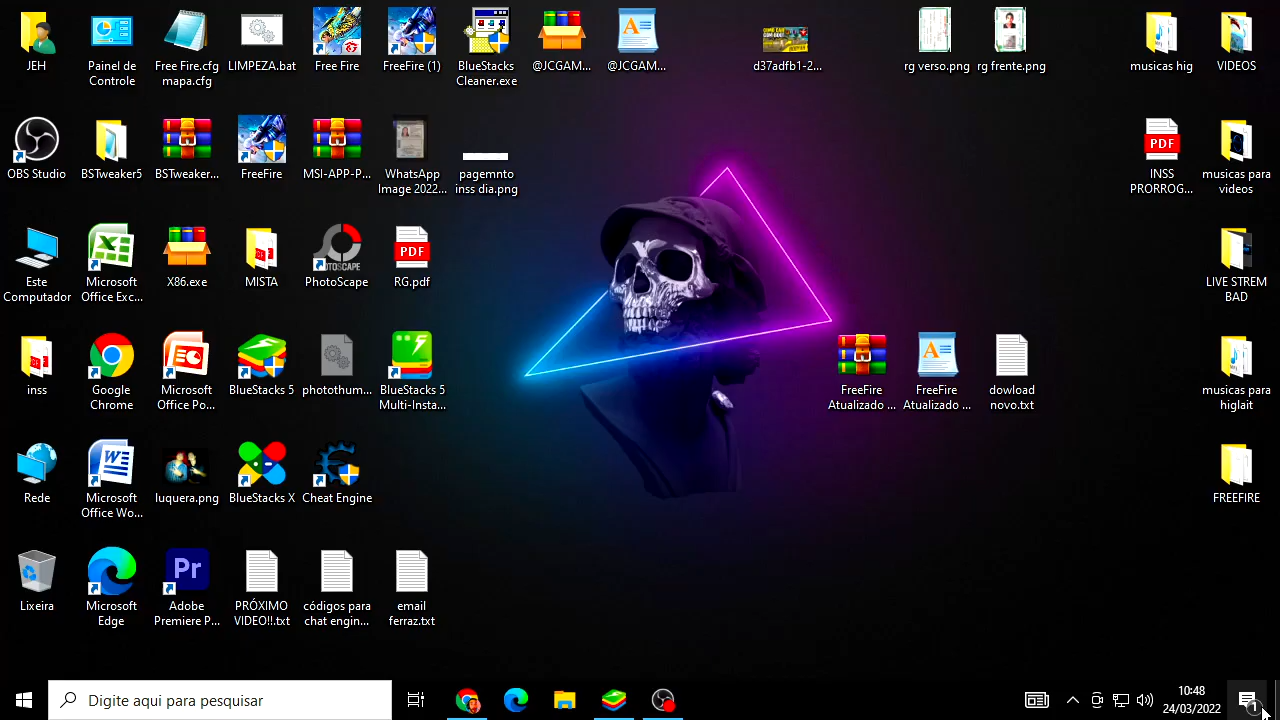 JEH
Painel de
Controle
Free Fire.cfg
mapa.cfg
LIMPEZA.bat
Free Fire
FreeFire (1)
BlueStacks
Cleaner.exe
@JCGAM...
@JCGAM...
d37adfb1-2...
rg verso.png
rg frente.png
musicas hig
VIDEOS
OBS Studio
BSTweaker5
BSTweaker...
FreeFire
MSI-APP-P...
WhatsApp
Image 2022...
pagemnto
inss dia.png
PDF
INSS
PRORROG...
musicas para
videos
Este
Computador
Microsoft
Office Exc...
X86.exe
MISTA
PhotoScape
PDF
RG.pdf
LIVE STREM
BAD
inss
Google
Chrome
Microsoft
Office Po...
BlueStacks 5
photothum...
BlueStacks 5
Multi-Insta...
FreeFire
Atualizado ...
FreeFire
Atualizado ...
dowload
novo.txt
musicas para
higlait
Rede
Microsoft
Office Wo...
luquera.png
BlueStacks X
Cheat Engine
FREEFIRE
Lixeira
Microsoft
Edge
Pr
Adobe
Premiere P...
PRÓXIMO
VIDEO!!.txt
códigos para
chat engin...
email
ferraz.txt
Digite aqui para pesquisar
10:48
24/03/2022
1